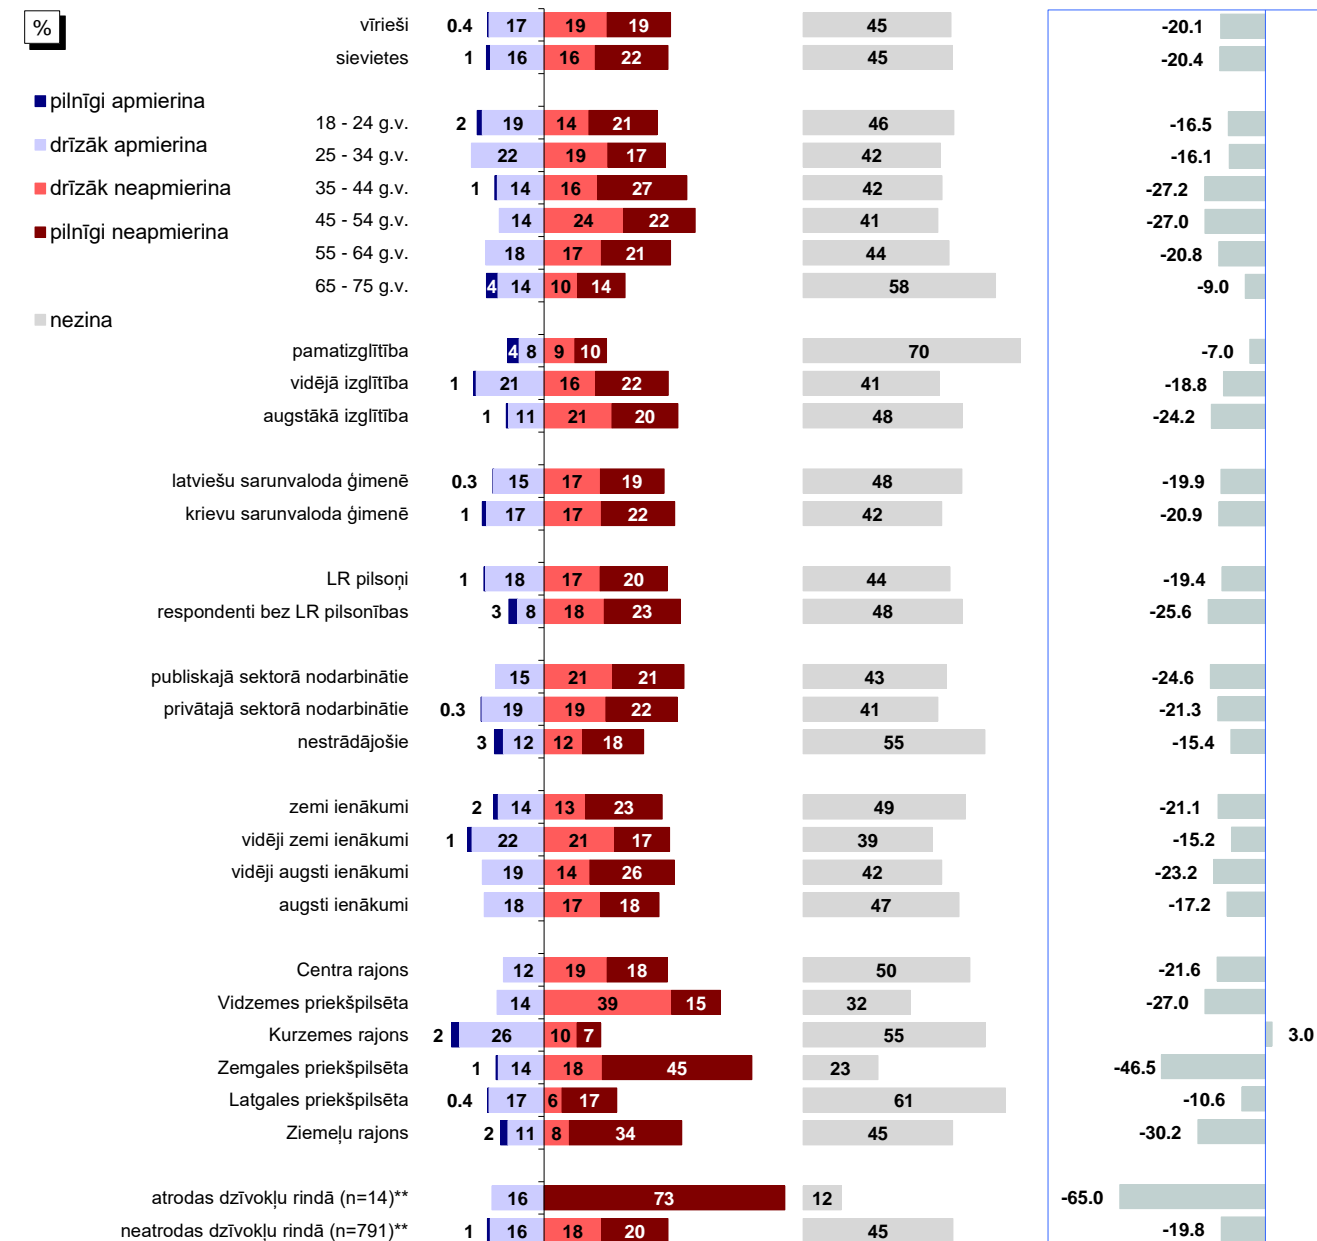 %
pilnīgi apmierina
drīzāk apmierina
drīzāk neapmierina
pilnīgi neapmierina
nezina
vīrieši 0.4 17 19 19 45 -20.1
sievietes 1 16 16 22 45 -20.4
18 - 24 g.v. 2 19 14 21 46 -16.5
25 - 34 g.v. 22 19 17 42 -16.1
35 - 44 g.v. 1 14 16 27 42 -27.2
45 - 54 g.v. 14 24 22 41 -27.0
55 - 64 g.v. 18 17 21 44 -20.8
65 - 75 g.v. 4 14 10 14 58 -9.0
pamatizglītība 4 8 9 10 70 -7.0
vidējā izglītība 1 21 16 22 41 -18.8
augstākā izglītība 1 11 21 20 48 -24.2
latviešu sarunvaloda ģimenē 0.3 15 17 19 48 -19.9
krievu sarunvaloda ģimenē 1 17 17 22 42 -20.9
LR pilsoņi 1 18 17 20 44 -19.4
respondenti bez LR pilsonības 3 8 18 23 48 -25.6
publiskajā sektorā nodarbinātie 15 21 21 43 -24.6
privātajā sektorā nodarbinātie 0.3 19 19 22 41 -21.3
nestrādājošie 3 12 12 18 55 -15.4
zemi ienākumi 2 14 13 23 49 -21.1
vidēji zemi ienākumi 1 22 21 17 39 -15.2
vidēji augsti ienākumi 19 14 26 42 -23.2
augsti ienākumi 18 17 18 47 -17.2
Centra rajons 12 19 18 50 -21.6
Vidzemes priekšpilsēta 14 39 15 32 -27.0
Kurzemes rajons 2 26 10 7 55 3.0
Zemgales priekšpilsēta 1 14 18 45 23 -46.5
Latgales priekšpilsēta 0.4 17 6 17 61 -10.6
Ziemeļu rajons 2 11 8 34 45 -30.2
atrodas dzīvokļu rindā (n=14)** 16 73 12 -65.0
neatrodas dzīvokļu rindā (n=791)** 1 16 18 20 45 -19.8